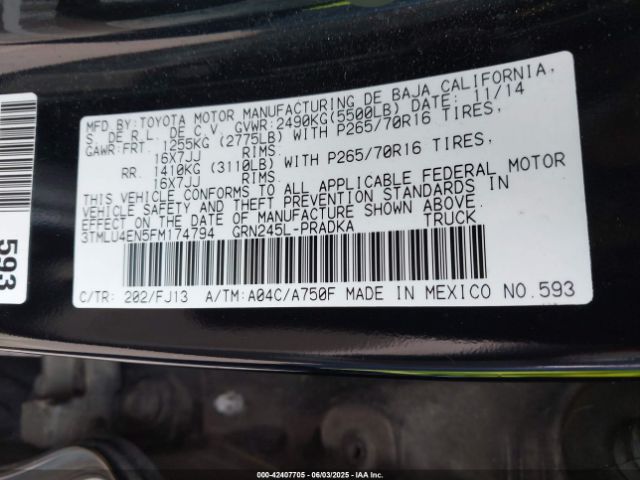 MFD.BY:TOYOTA MOTOR MANUFACTURING DE BAJA CALIFORNIA,
S. DE R.L. DE C.V. GVWR:2490KG(5500LB) DATE: 11/14
GAWR:FRT. 1255KG (2775LB) WITH P265/70R16 TIRES,
16X7JJ RIMS.
RR. 1410KG (3110LB) WITH P265/70R16 TIRES,
16X7JJ RIMS.
THIS VEHICLE CONFORMS TO ALL APPLICABLE FEDERAL MOTOR
VEHICLE SAFETY AND THEFT PREVENTION STANDARDS IN
EFFECT ON THE DATE OF MANUFACTURE SHOWN ABOVE.
3TMLU4EN5FM174794 GRN245L-PRADKA TRUCK
C/TR: 202/FJ13 A/TM:A04C/A750F MADE IN MEXICO NO.593
593
000-42407705 - 06/03/2025 - IAAI.COM